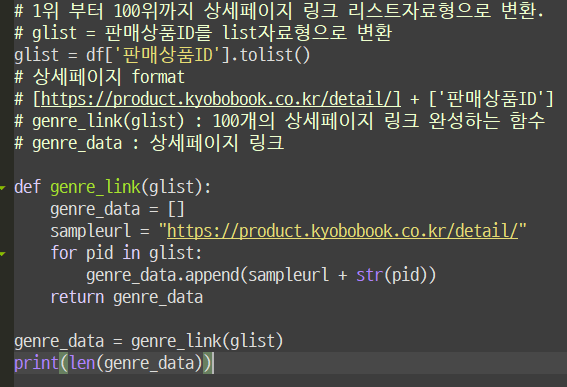 # 1위 부터 100위까지 상세페이지 링크 리스트자료형으로 변환.
# glist = 판매상품ID를 list자료형으로 변환
glist = df['판매상품ID'].tolist()
# 상세페이지 format
# [https://product.kyobobook.co.kr/detail/] + ['판매상품ID']
# genre_link(glist) : 100개의 상세페이지 링크 완성하는 함수
# genre_data : 상세페이지 링크
def genre_link(glist):
genre_data = []
sampleurl = "https://product.kyobobook.co.kr/detail/"
for pid in glist:
genre_data.append(sampleurl + str(pid))
return genre_data
genre_data = genre_link(glist)
print(len(genre_data))